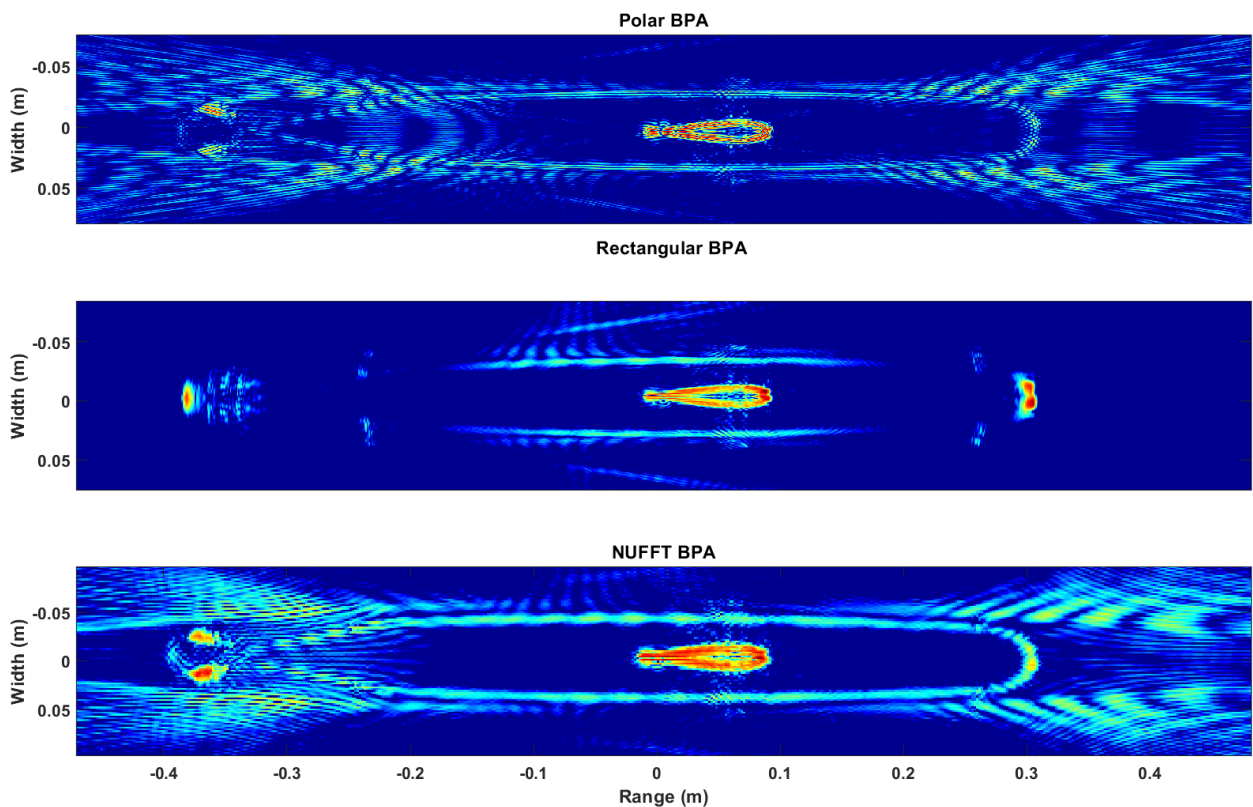 Polar BPA
-0.05
0
0.05
Width (m)
Rectangular BPA
-0.05
0
0.05
Width (m)
NUFFT BPA
-0.05
0
0.05
Width (m)
-0.4 -0.3 -0.2 -0.1 0 0.1 0.2 0.3 0.4
Range (m)